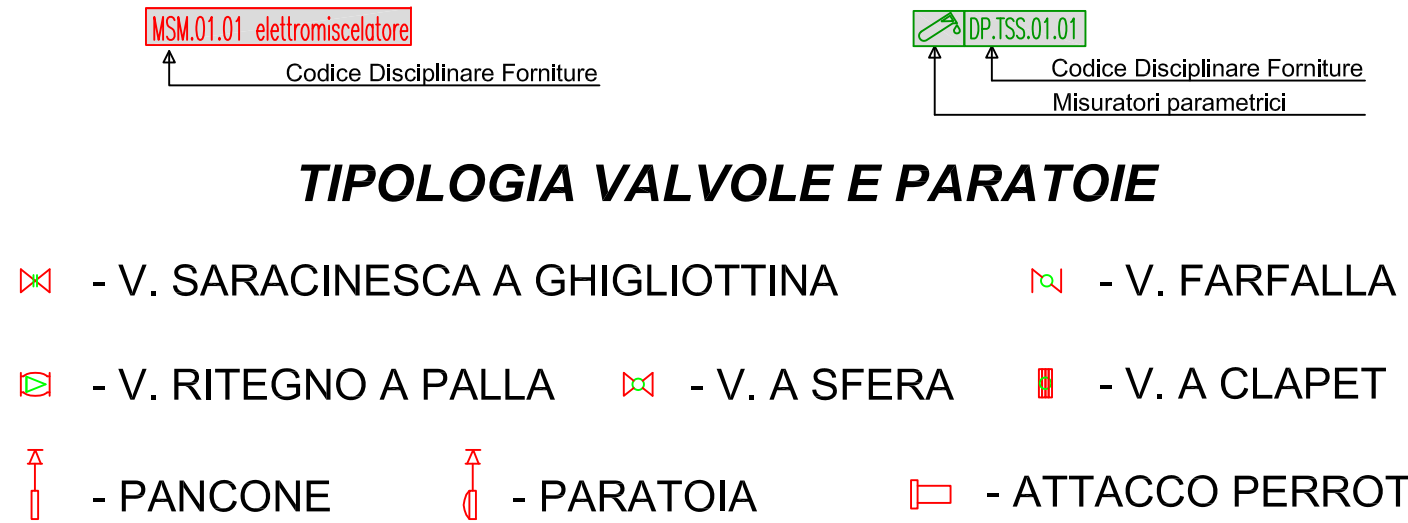 MSM.01.01 elettromiscelatore
Codice Disciplinare Forniture
DP.TSS.01.01
Codice Disciplinare Forniture
Misuratori parametrici
TIPOLOGIA VALVOLE E PARATOIE
- V. SARACINESCA A GHIGLIOTTINA
- V. FARFALLA
- V. RITEGNO A PALLA
- V. A SFERA
- V. A CLAPET
- PANCONE
- PARATOIA
- ATTACCO PERROT